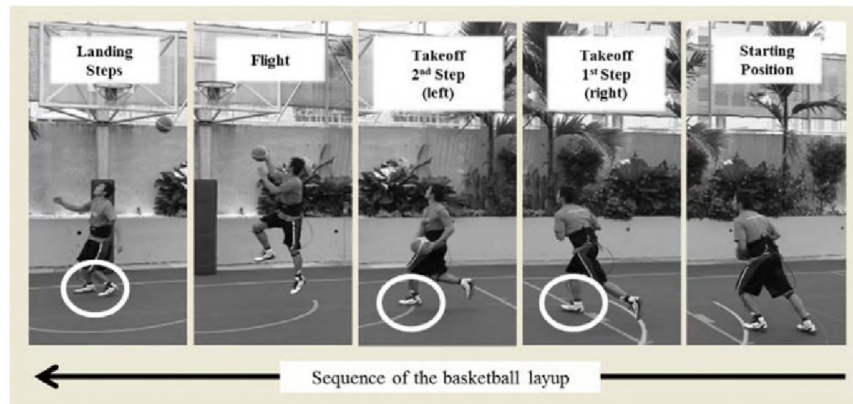 Landing
Steps
Flight
Takeoff
2nd Step
(left)
Takeoff
1st Step
(right)
Starting
Position
Sequence of the basketball layup